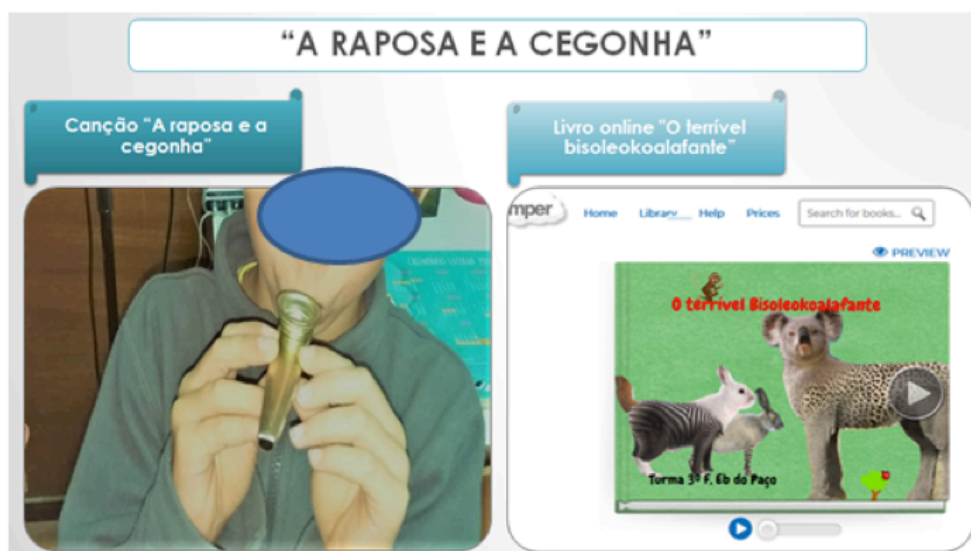 “A RAPOSA E A CEGONHA”
Canção “A raposa e a
cegonha”
Livro online “O terrível
bisoleokoalafante”
mper
Home Library Help Prices Search for books...
PREVIEW
O terrível Bisoleokoalafante
Turma 3º F, Eb do Paço